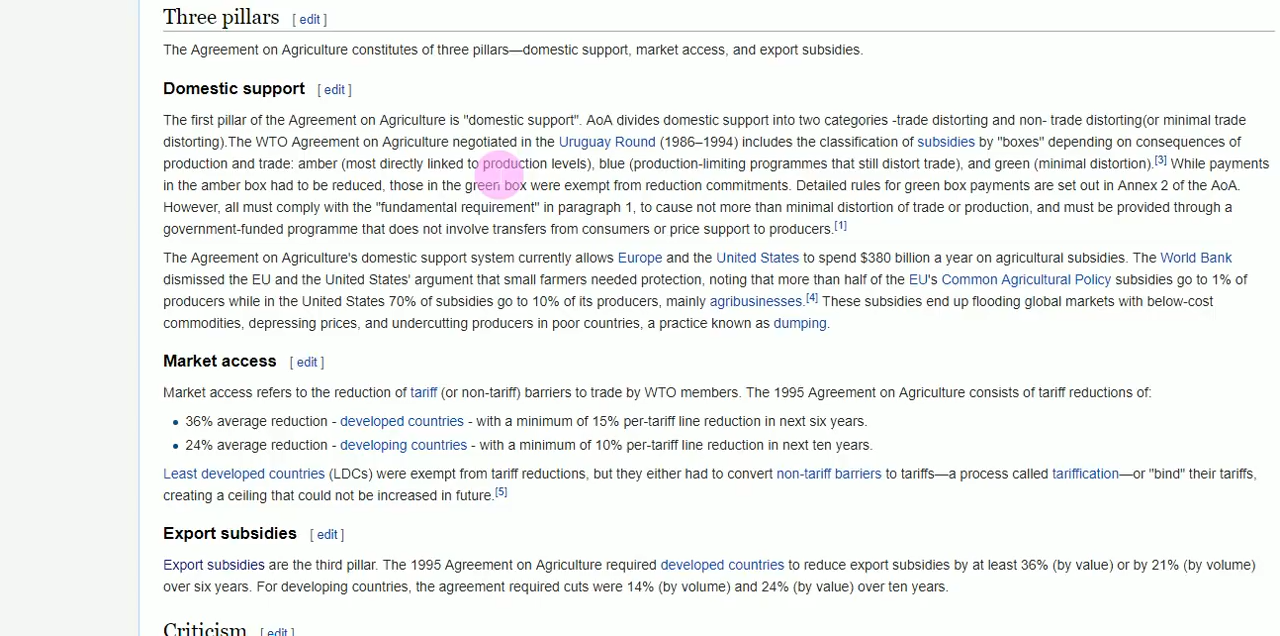 Three pillars [ edit ]
The Agreement on Agriculture constitutes of three pillars—domestic support, market access, and export subsidies.
Domestic support [ edit ]
The first pillar of the Agreement on Agriculture is "domestic support". AoA divides domestic support into two categories -trade distorting and non- trade distorting(or minimal trade
distorting).The WTO Agreement on Agriculture negotiated in the Uruguay Round (1986–1994) includes the classification of subsidies by "boxes" depending on consequences of
production and trade: amber (most directly linked to production levels), blue (production-limiting programmes that still distort trade), and green (minimal distortion).[3] While payments
in the amber box had to be reduced, those in the green box were exempt from reduction commitments. Detailed rules for green box payments are set out in Annex 2 of the AoA.
However, all must comply with the "fundamental requirement" in paragraph 1, to cause not more than minimal distortion of trade or production, and must be provided through a
government-funded programme that does not involve transfers from consumers or price support to producers.[1]
The Agreement on Agriculture's domestic support system currently allows Europe and the United States to spend $380 billion a year on agricultural subsidies. The World Bank
dismissed the EU and the United States' argument that small farmers needed protection, noting that more than half of the EU's Common Agricultural Policy subsidies go to 1% of
producers while in the United States 70% of subsidies go to 10% of its producers, mainly agribusinesses.[4] These subsidies end up flooding global markets with below-cost
commodities, depressing prices, and undercutting producers in poor countries, a practice known as dumping.
Market access [ edit ]
Market access refers to the reduction of tariff (or non-tariff) barriers to trade by WTO members. The 1995 Agreement on Agriculture consists of tariff reductions of:
• 36% average reduction - developed countries - with a minimum of 15% per-tariff line reduction in next six years.
• 24% average reduction - developing countries - with a minimum of 10% per-tariff line reduction in next ten years.
Least developed countries (LDCs) were exempt from tariff reductions, but they either had to convert non-tariff barriers to tariffs—a process called tariffication—or "bind" their tariffs,
creating a ceiling that could not be increased in future.[5]
Export subsidies [ edit ]
Export subsidies are the third pillar. The 1995 Agreement on Agriculture required developed countries to reduce export subsidies by at least 36% (by value) or by 21% (by volume)
over six years. For developing countries, the agreement required cuts were 14% (by volume) and 24% (by value) over ten years.
Criticism [ edit ]